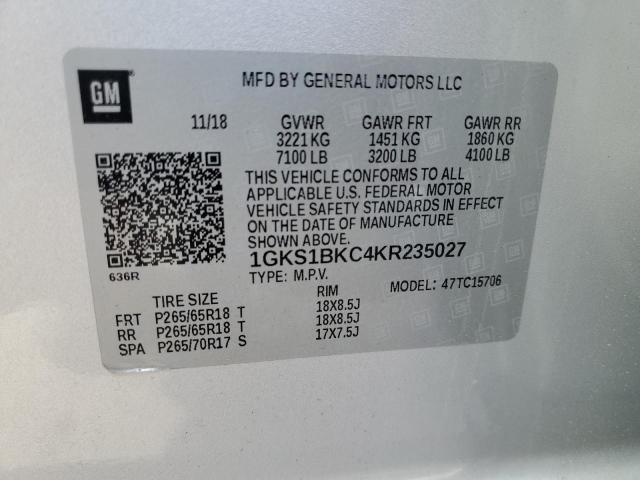 GM
MFD BY GENERAL MOTORS LLC
11/18 GVWR GAWR FRT GAWR RR
3221 KG 1451 KG 1860 KG
7100 LB 3200 LB 4100 LB
THIS VEHICLE CONFORMS TO ALL
APPLICABLE U.S. FEDERAL MOTOR
VEHICLE SAFETY STANDARDS IN EFFECT
ON THE DATE OF MANUFACTURE
SHOWN ABOVE.
1GKS1BKC4KR235027
636R
TYPE: M.P.V. MODEL: 47TC15706
TIRE SIZE RIM
FRT P265/65R18 T 18X8.5J
RR P265/65R18 T 18X8.5J
SPA P265/70R17 S 17X7.5J